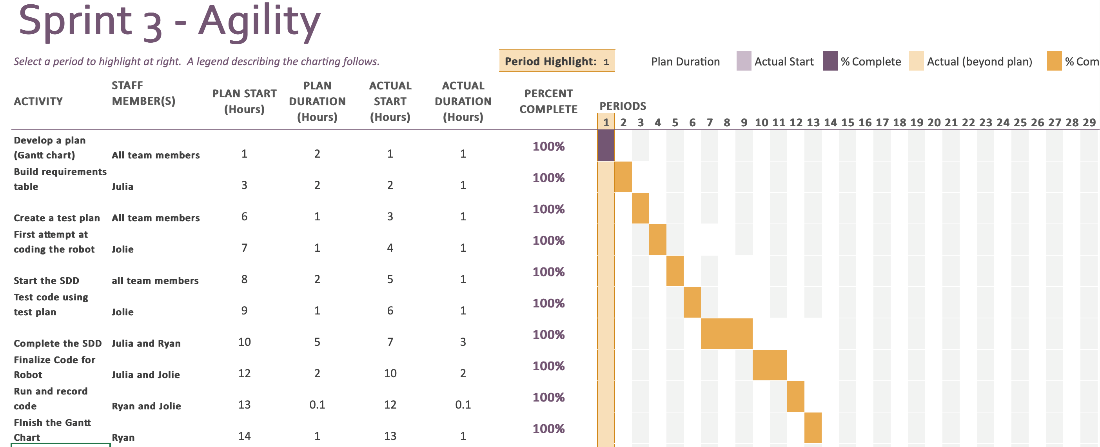 Sprint 3 - Agility
Select a period to highlight at right. A legend describing the charting follows.
Period Highlight: 1
Plan Duration
Actual Start
% Complete
Actual (beyond plan)
% Com
ACTIVITY
STAFF
MEMBER(S)
PLAN START
(Hours)
PLAN
DURATION
(Hours)
ACTUAL
START
(Hours)
ACTUAL
DURATION
(Hours)
PERCENT
COMPLETE
PERIODS
1 2 3 4 5 6 7 8 9 10 11 12 13 14 15 16 17 18 19 20 21 22 23 24 25 26 27 28 29
Develop a plan
(Gantt chart) All team members 1 2 1 1 100%
Build requirements
table Julia 3 2 2 1 100%
Create a test plan All team members 6 1 3 1 100%
First attempt at
coding the robot Jolie 7 1 4 1 100%
Start the SDD all team members 8 2 5 1 100%
Test code using
test plan Jolie 9 1 6 1 100%
Complete the SDD Julia and Ryan 10 5 7 3 100%
Finalize Code for
Robot Julia and Jolie 12 2 10 2 100%
Run and record
code Ryan and Jolie 13 0.1 12 0.1 100%
FInish the Gantt
Chart Ryan 14 1 13 1 100%